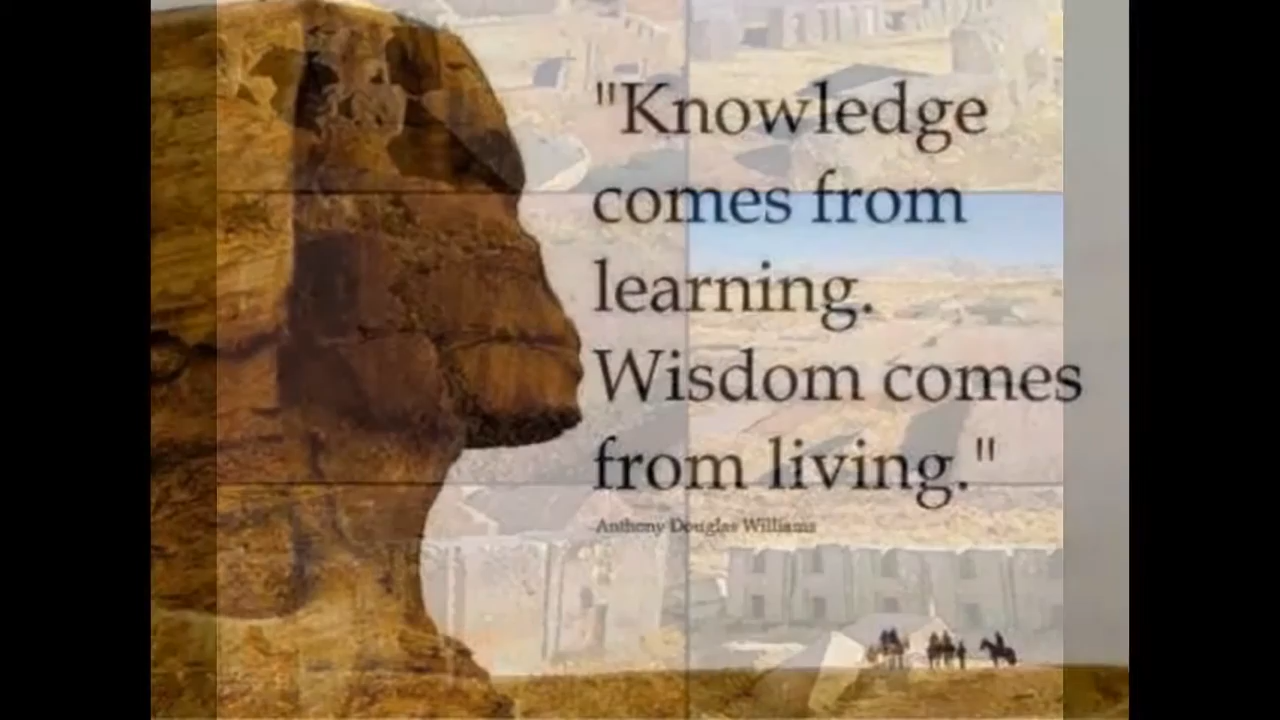 "Knowledge
comes from
learning.
Wisdom comes
from living."
Anthony Douglas Williams